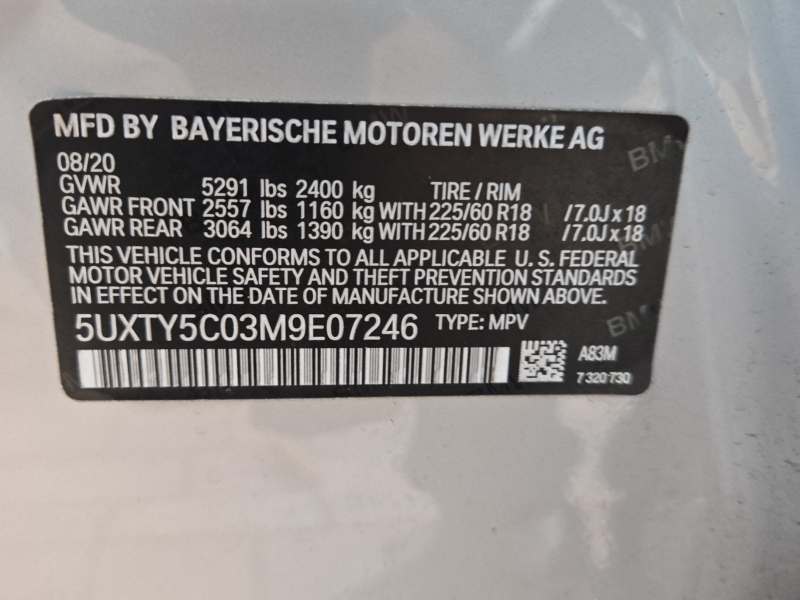 MFD BY BAYERISCHE MOTOREN WERKE AG
08/20
GVWR 5291 lbs 2400 kg TIRE / RIM
GAWR FRONT 2557 lbs 1160 kg WITH 225/60 R18 / 7.0J x 18
GAWR REAR 3064 lbs 1390 kg WITH 225/60 R18 / 7.0J x 18
THIS VEHICLE CONFORMS TO ALL APPLICABLE U. S. FEDERAL
MOTOR VEHICLE SAFETY AND THEFT PREVENTION STANDARDS
IN EFFECT ON THE DATE OF MANUFACTURE SHOWN ABOVE.
5UXTY5C03M9E07246 TYPE: MPV
A83M
7 320 730